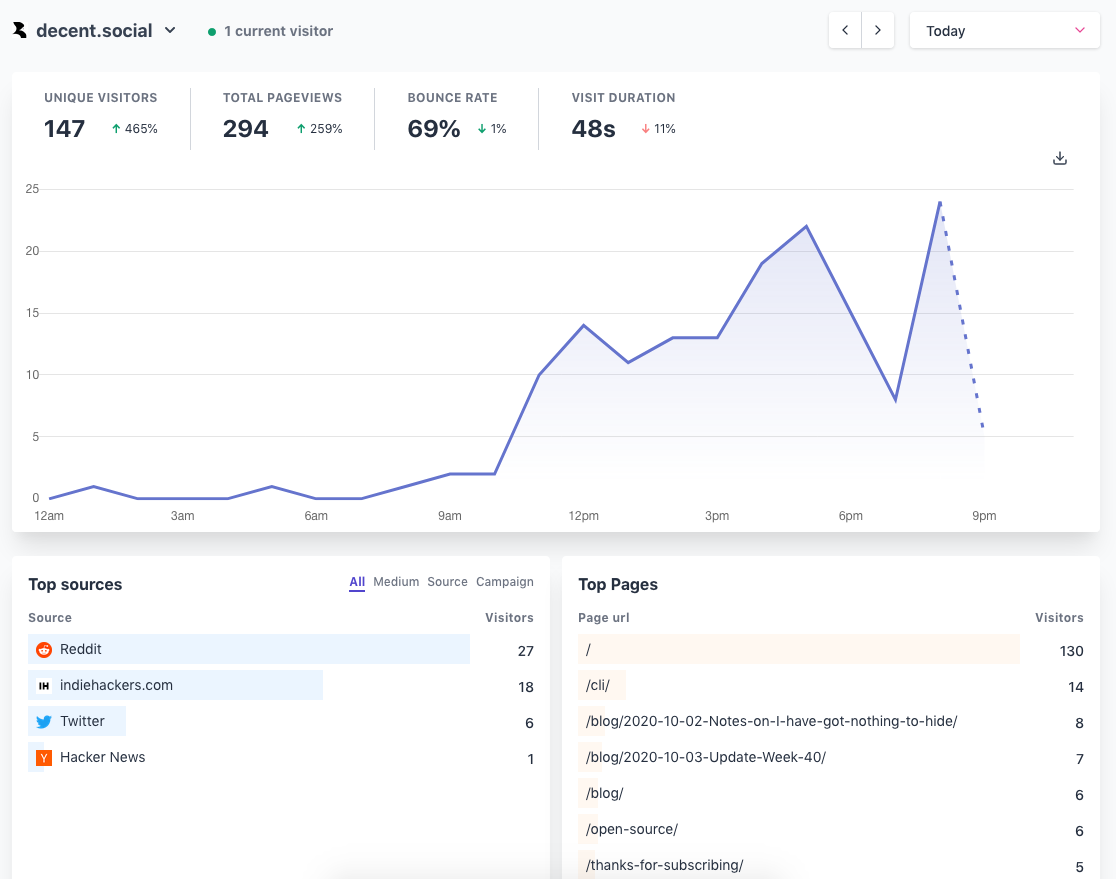 decent.social 1 current visitor Today
UNIQUE VISITORS TOTAL PAGEVIEWS BOUNCE RATE VISIT DURATION
147 465% 294 259% 69% 1% 48s 11%
25
20
15
10
5
0
12am 3am 6am 9am 12pm 3pm 6pm 9pm
Top sources All Medium Source Campaign
Source Visitors
Reddit 27
IH indiehackers.com 18
Twitter 6
Y Hacker News 1
Top Pages
Page url Visitors
/ 130
/cli/ 14
/blog/2020-10-02-Notes-on-I-have-got-nothing-to-hide/ 8
/blog/2020-10-03-Update-Week-40/ 7
/blog/ 6
/open-source/ 6
/thanks-for-subscribing/ 5